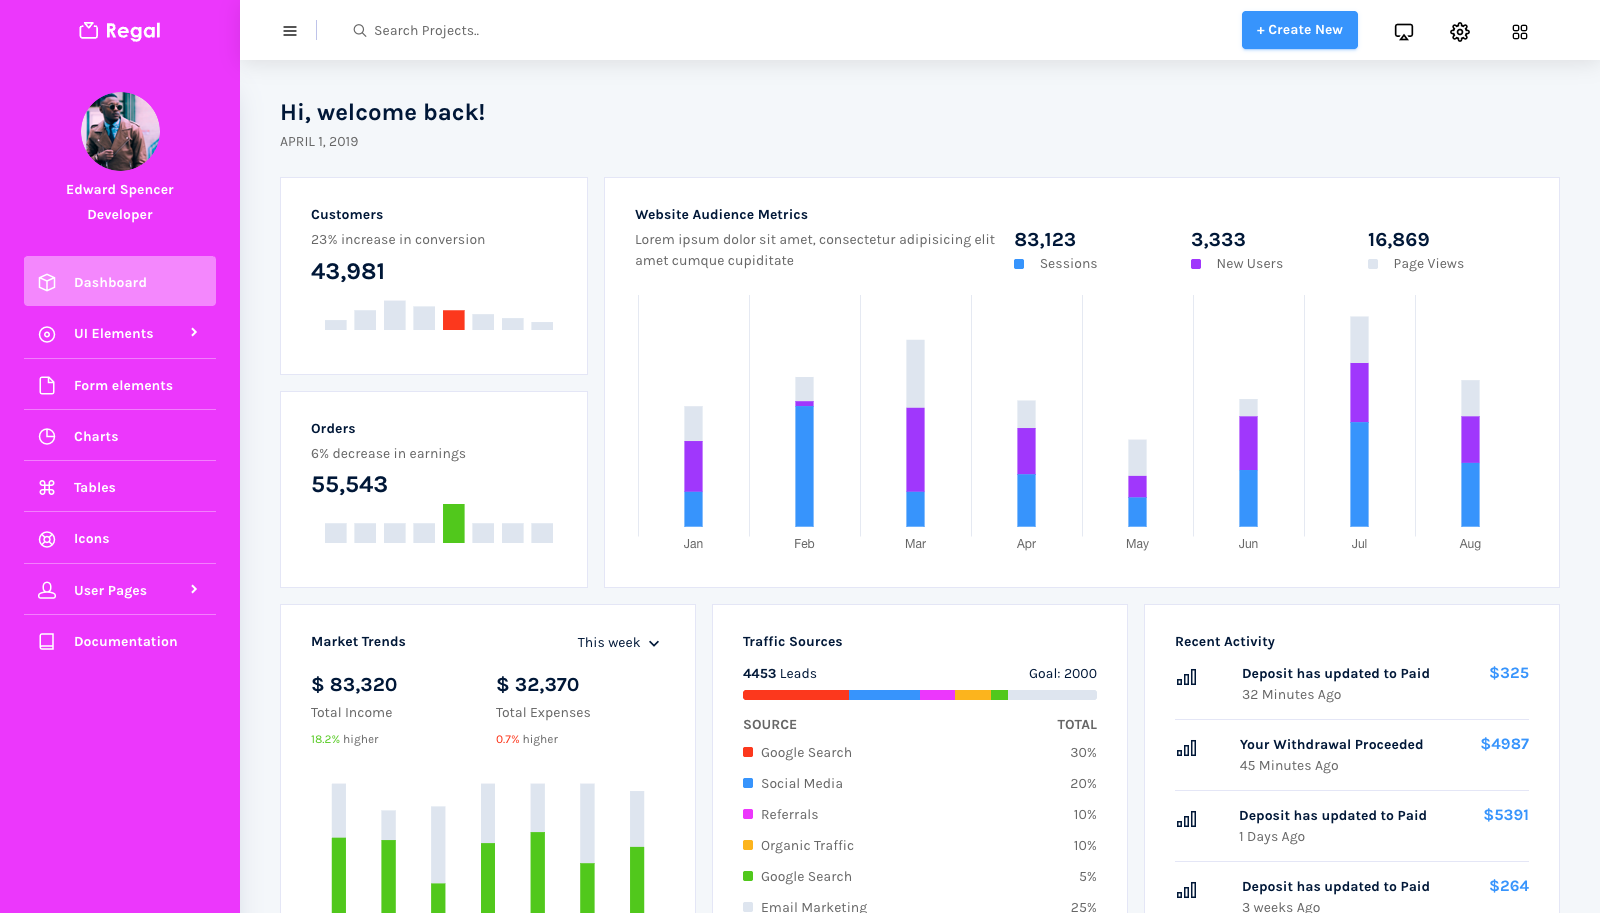 Regal
Search Projects..
+ Create New
Edward Spencer
Developer
Dashboard
UI Elements
Form elements
Charts
Tables
Icons
User Pages
Documentation
Hi, welcome back!
APRIL 1, 2019
Customers
23% increase in conversion
43,981
Orders
6% decrease in earnings
55,543
Website Audience Metrics
Lorem ipsum dolor sit amet, consectetur adipisicing elit
amet cumque cupiditate
83,123
Sessions
3,333
New Users
16,869
Page Views
Jan Feb Mar Apr May Jun Jul Aug
Market Trends
This week
$ 83,320
Total Income
18.2% higher
$ 32,370
Total Expenses
0.7% higher
Traffic Sources
4453 Leads
Goal: 2000
SOURCE TOTAL
Google Search 30%
Social Media 20%
Referrals 10%
Organic Traffic 10%
Google Search 5%
Email Marketing 25%
Recent Activity
Deposit has updated to Paid $325
32 Minutes Ago
Your Withdrawal Proceeded $4987
45 Minutes Ago
Deposit has updated to Paid $5391
1 Days Ago
Deposit has updated to Paid $264
3 weeks Ago